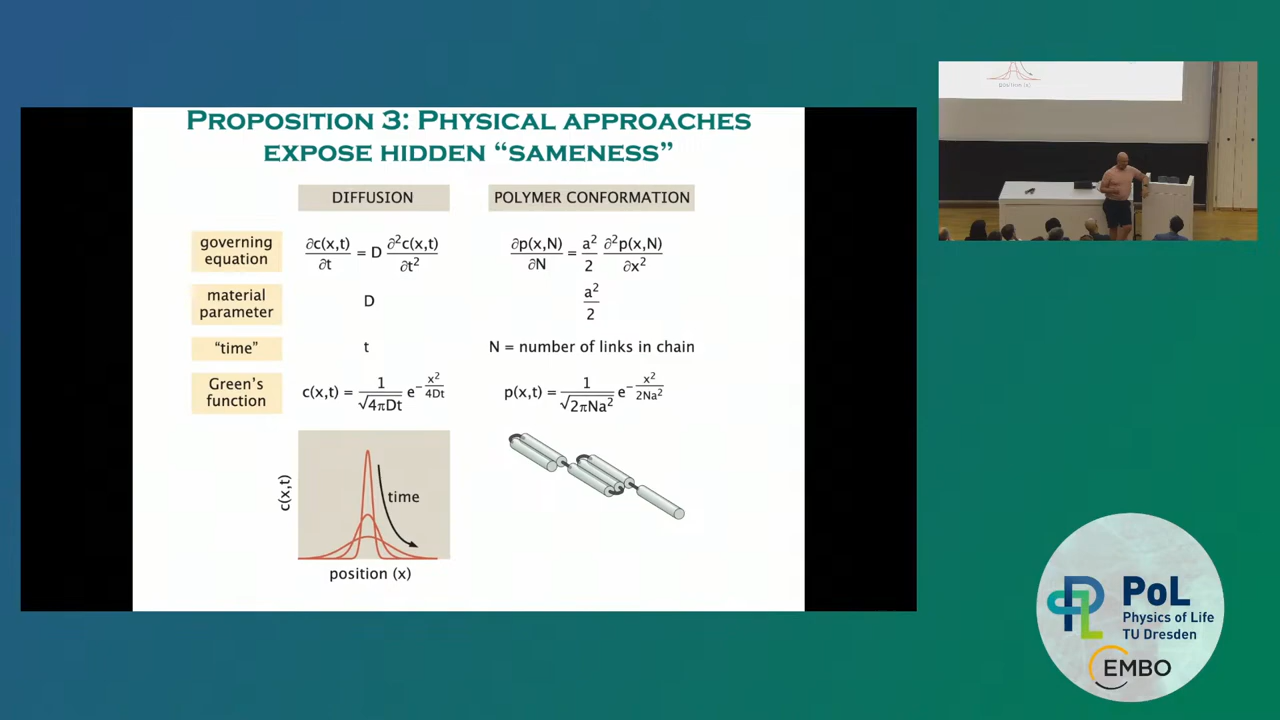 PROPOSITION 3: PHYSICAL APPROACHES
EXPOSE HIDDEN “SAMENESS”
DIFFUSION
POLYMER CONFORMATION
governing
equation
∂c(x,t)/∂t = D ∂²c(x,t)/∂t²
∂p(x,N)/∂N = a²/2 ∂²p(x,N)/∂x²
material
parameter
D
a²/2
“time”
t
N = number of links in chain
Green’s
function
c(x,t) = 1/√4πDt e^-x²/4Dt
p(x,t) = 1/√2πNa² e^-x²/2Na²
c(x,t)
time
position (x)
position (x)
PoL
Physics of Life
TU Dresden
EMBO